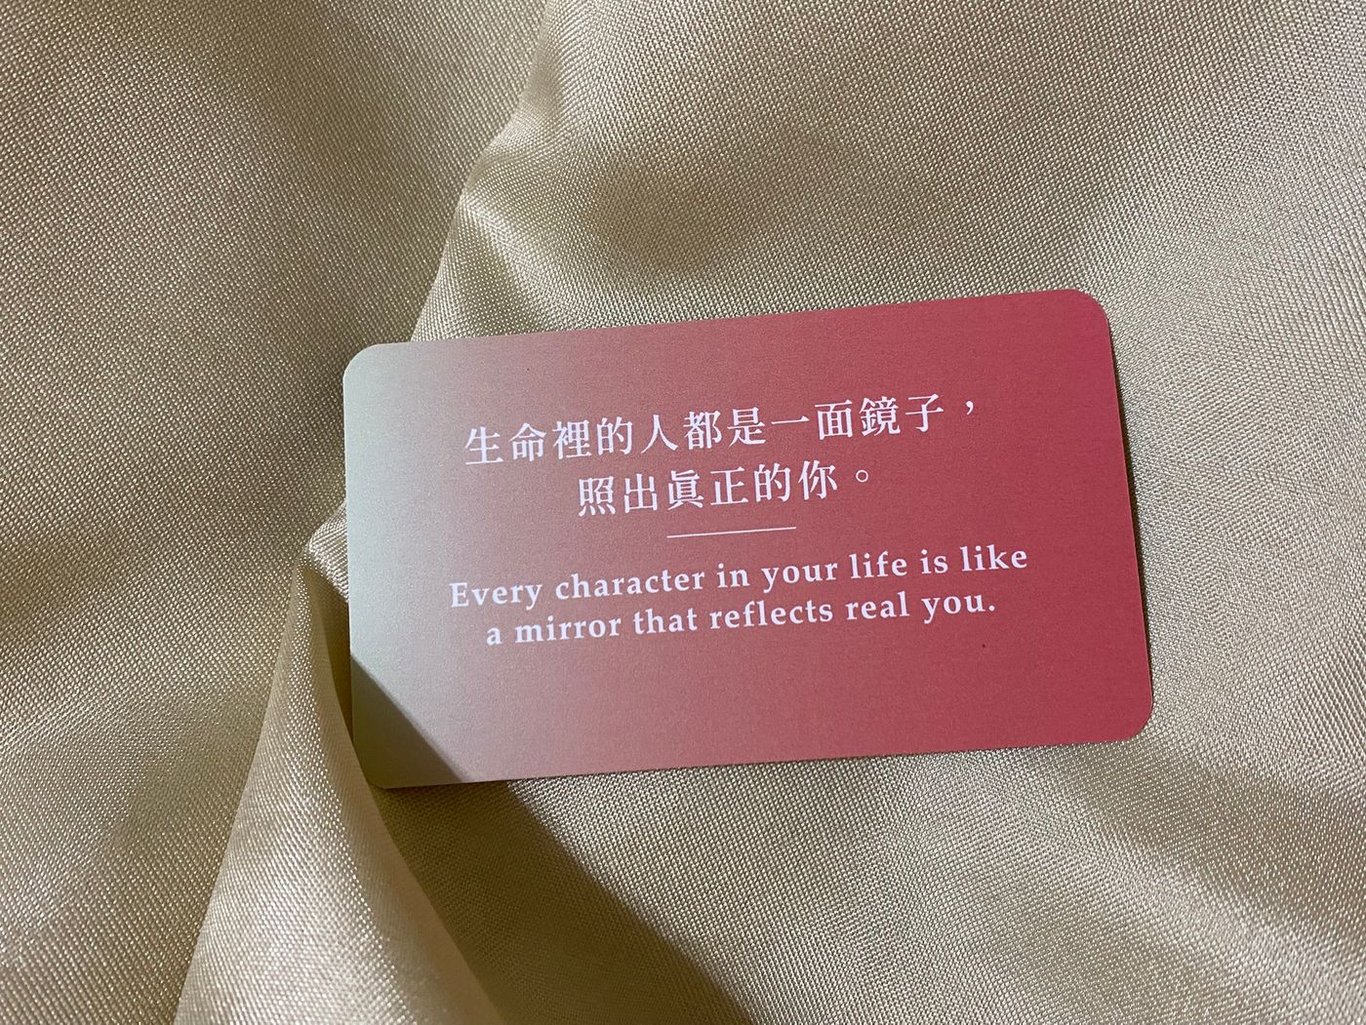 生命裡的人都是一面鏡子，
照出眞正的你。
Every character in your life is like
a mirror that reflects real you.